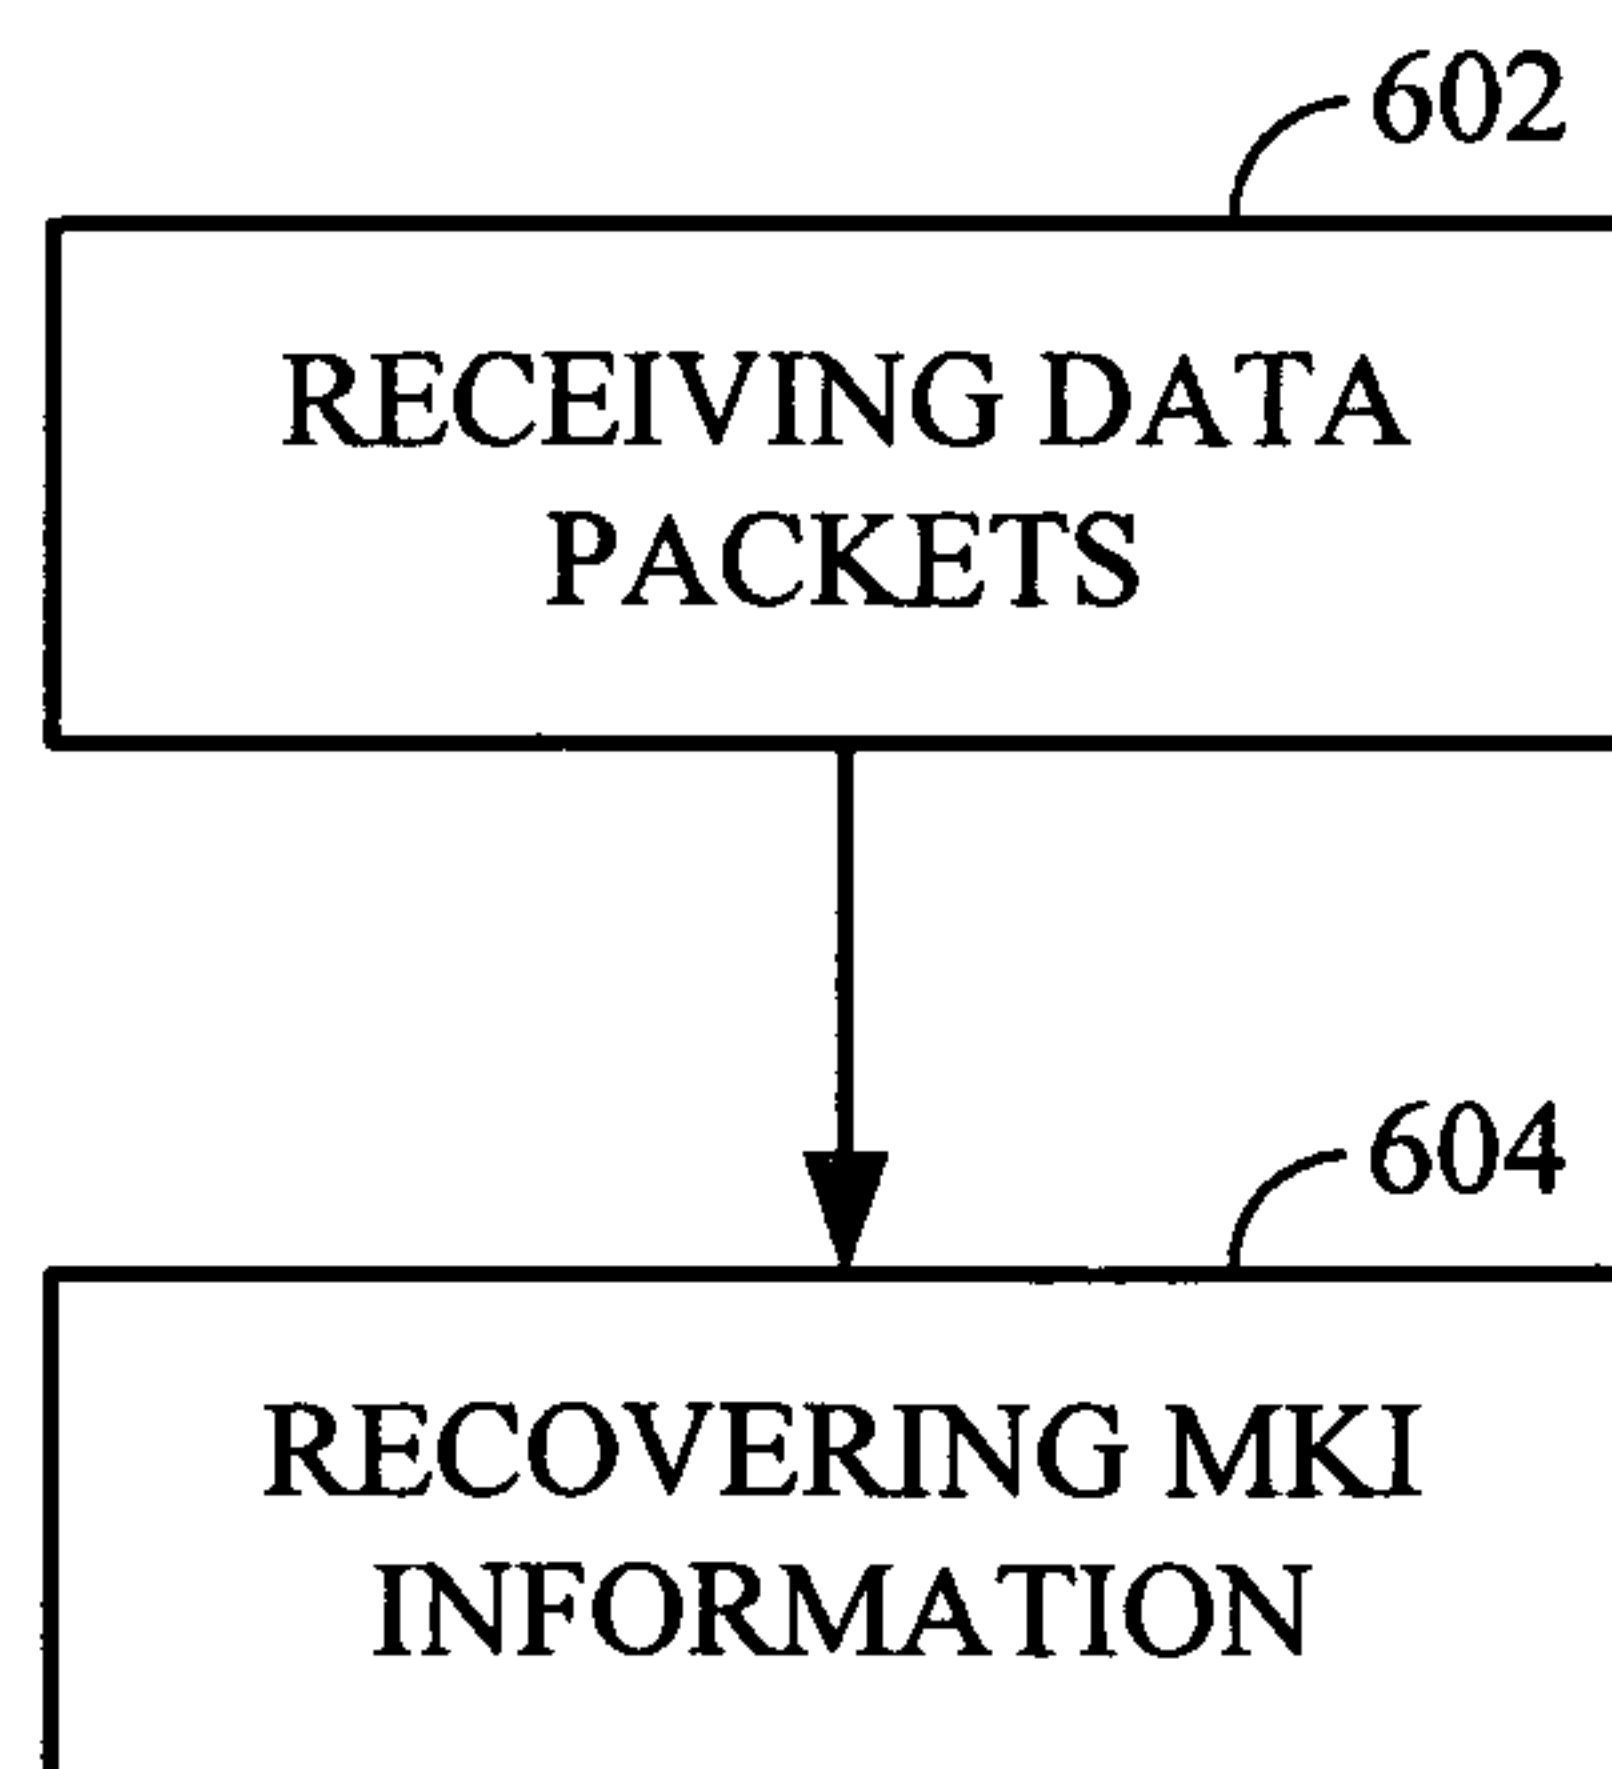 602
RECEIVING DATA
PACKETS
604
RECOVERING MKI
INFORMATION